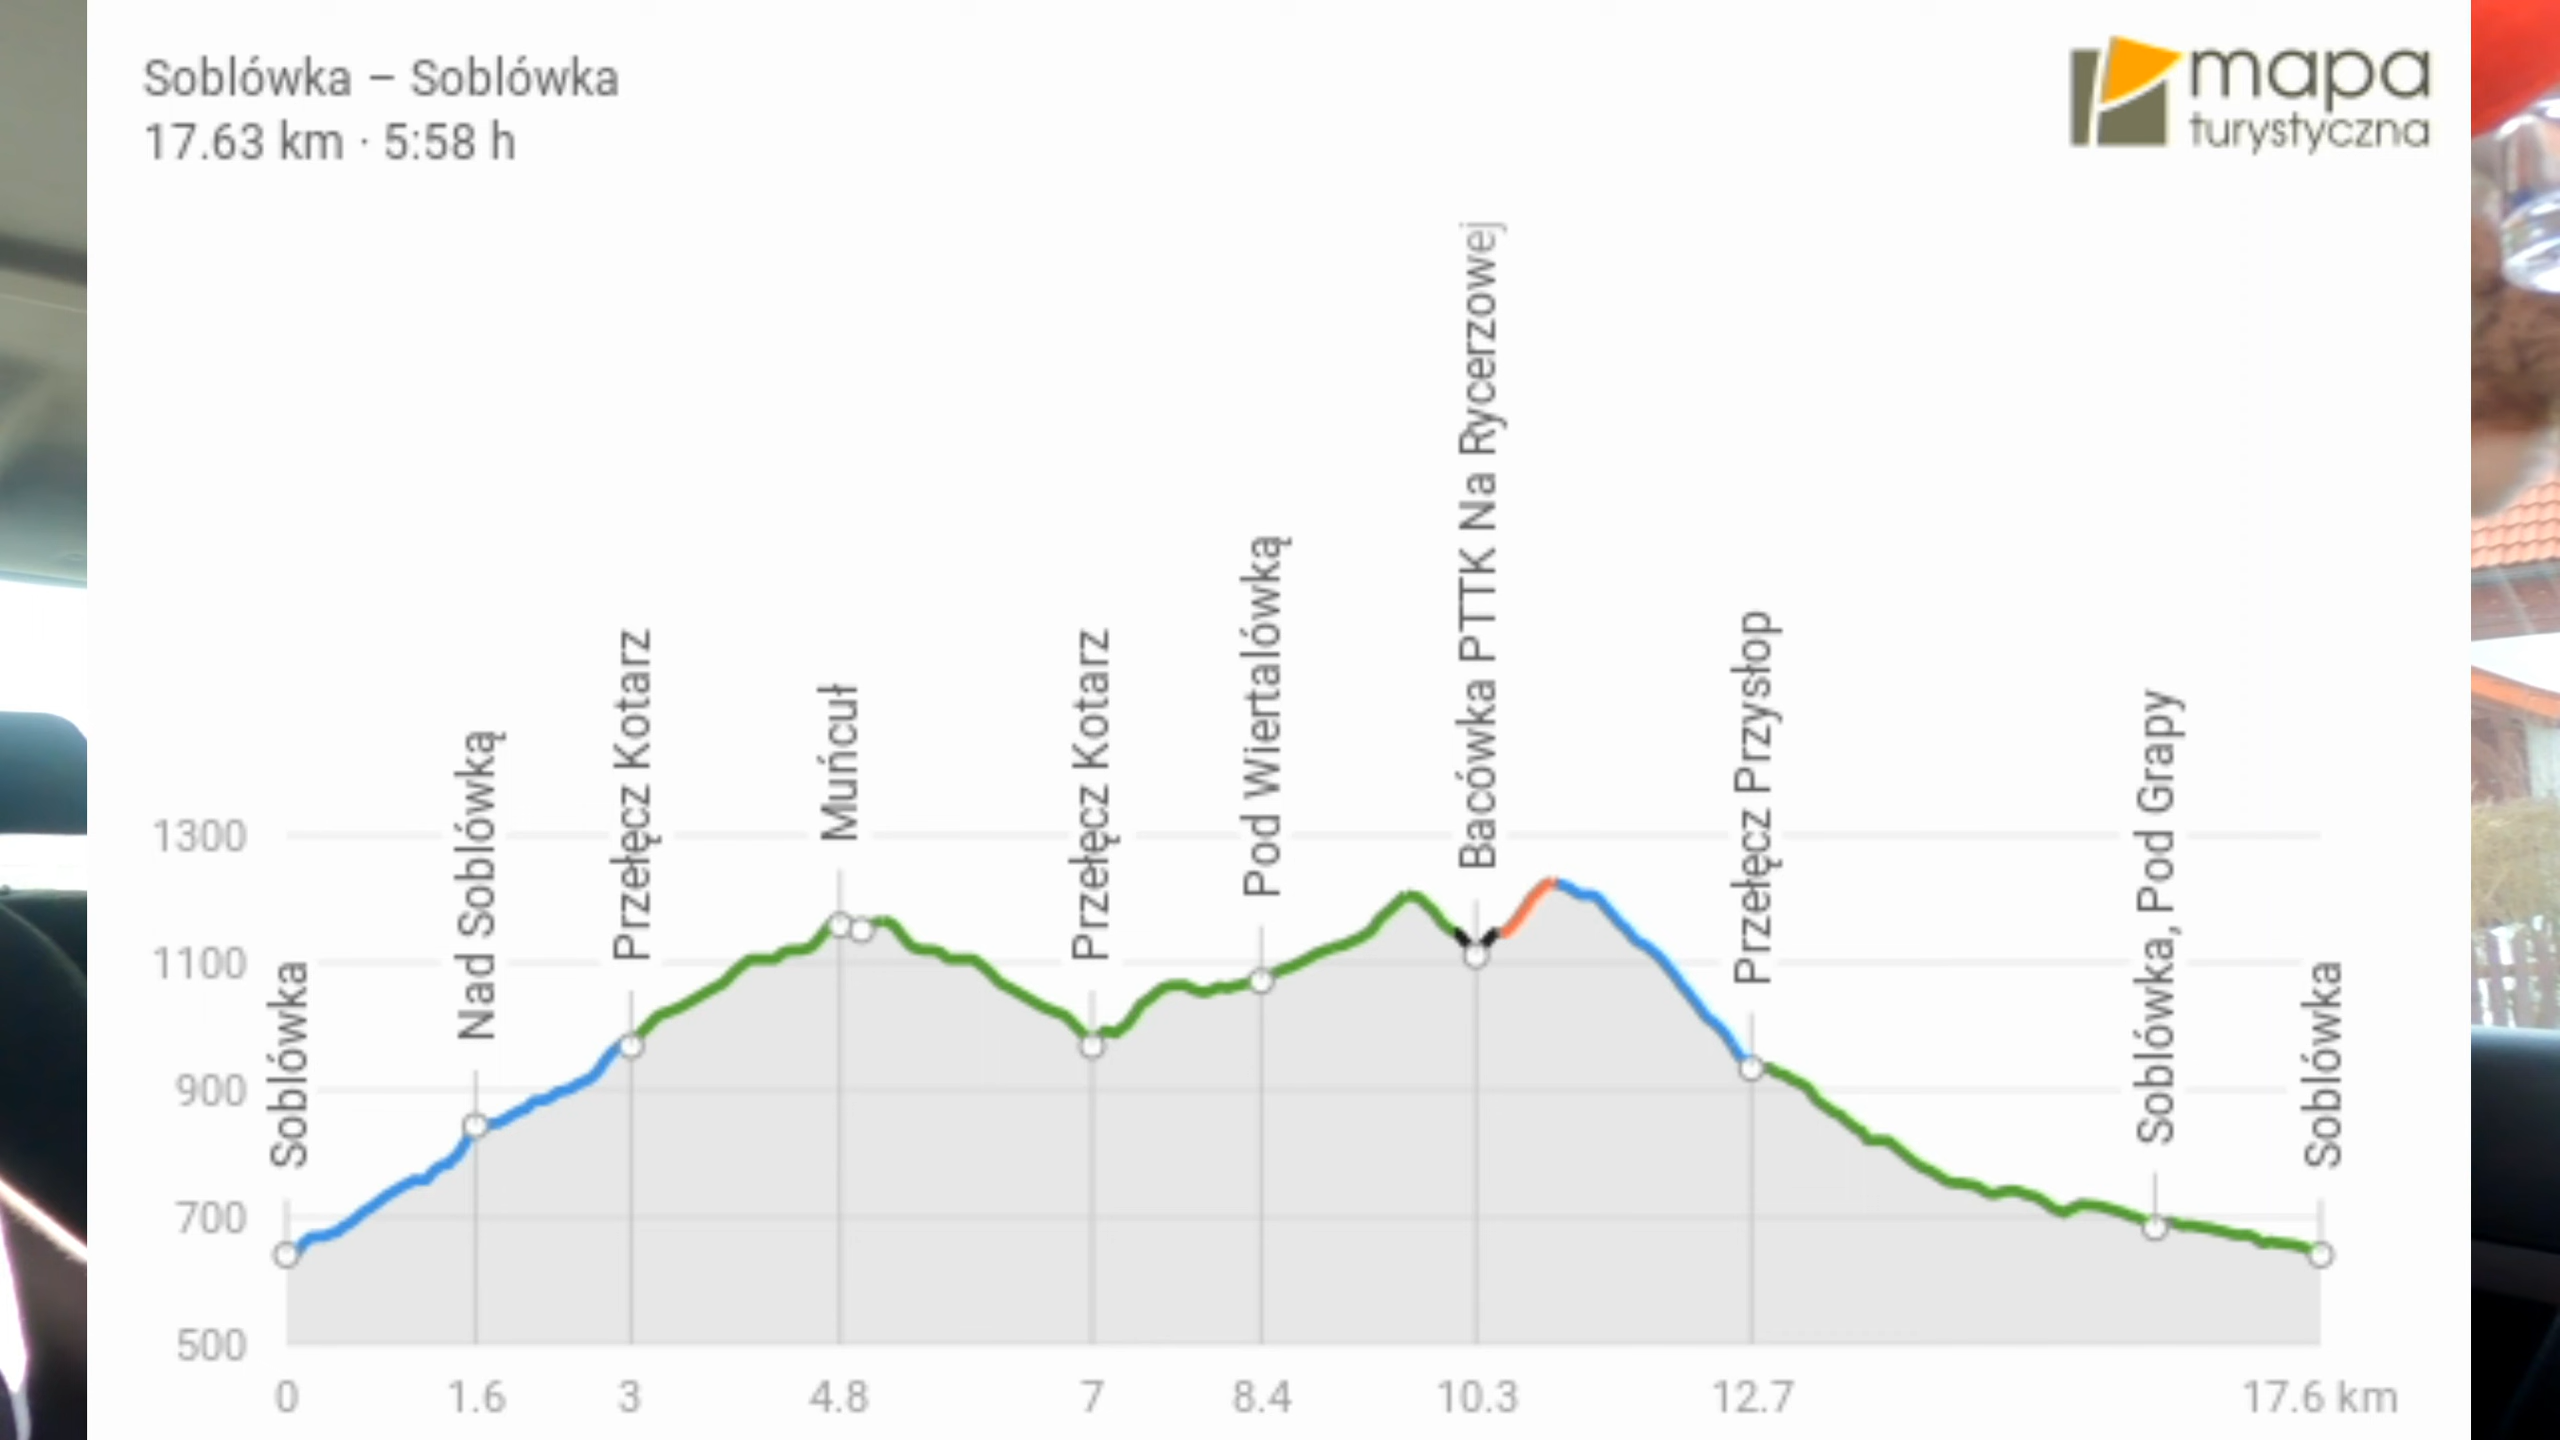 Soblówka – Soblówka
17.63 km · 5:58 h
mapa
turystyczna
Soblówka
Nad Soblówką
Przełęcz Kotarz
Muńcuł
Przełęcz Kotarz
Pod Wiertalówką
Bacówka PTTK Na Rycerzowej
Przełęcz Przysłop
Soblówka, Pod Grapy
Soblówka
1300
1100
900
700
500
0 1.6 3 4.8 7 8.4 10.3 12.7 17.6 km